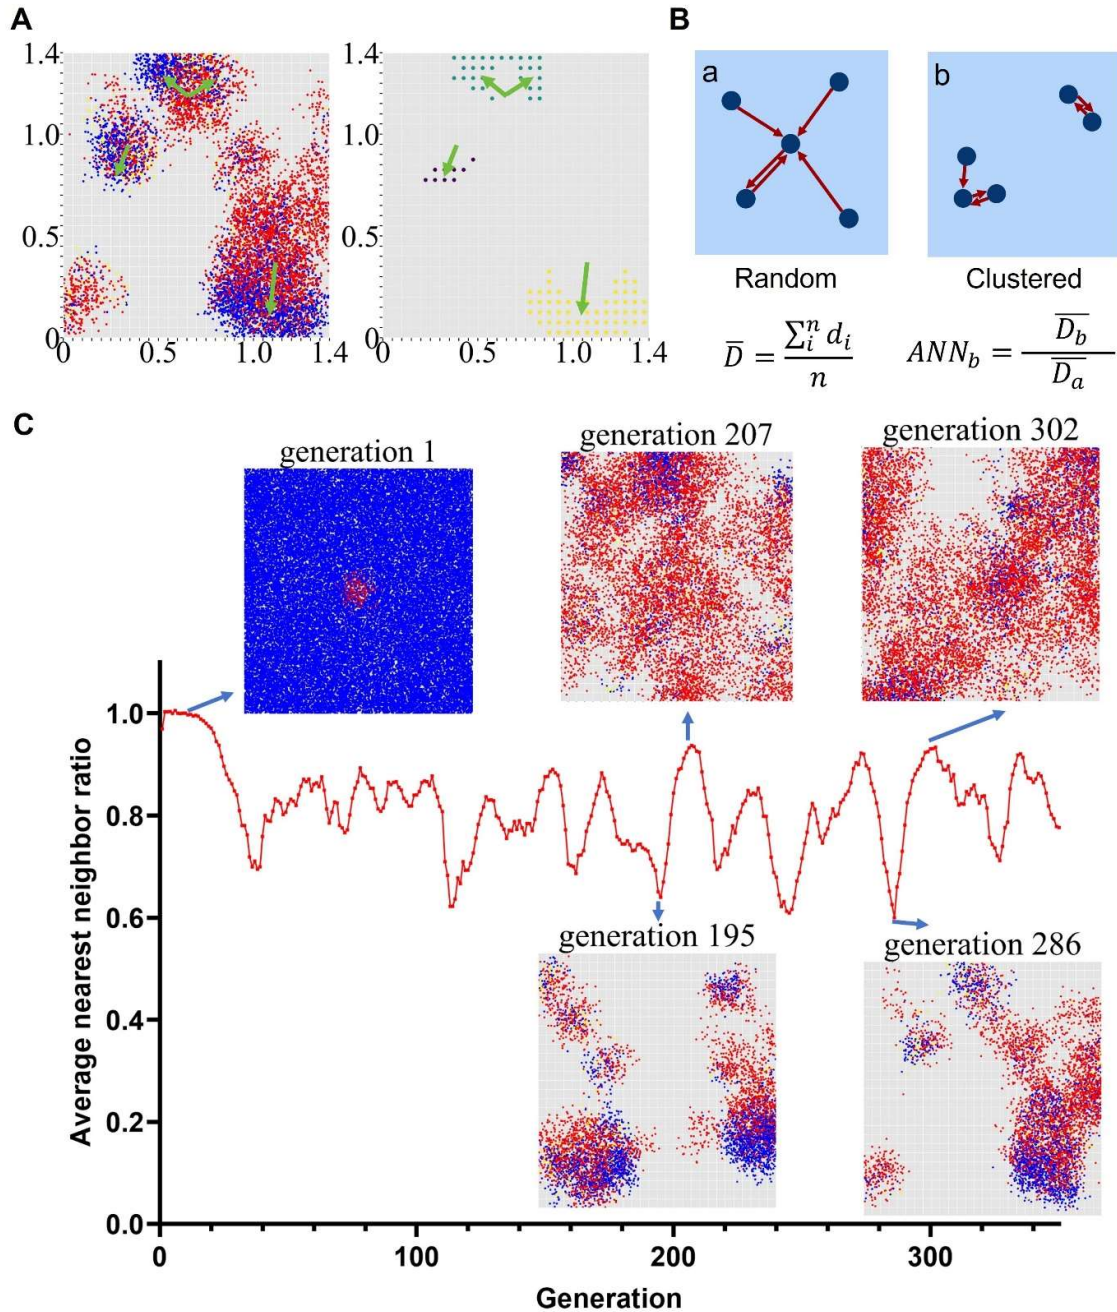 A
1.4
1.0
0.5
0
0
0.5
1.0
1.4
1.4
1.0
0.5
0
0
0.5
1.0
1.4
B
a
b
Random
Clustered
D̅ = ∑ᵢⁿ dᵢ / n
ANN_b = D_b̅ / D_a̅
C
generation 1
generation 207
generation 302
generation 195
generation 286
Average nearest neighbor ratio
1.0
0.8
0.6
0.4
0.2
0.0
0
100
200
300
Generation